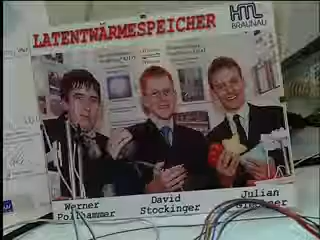 LATENTWÄRMESPEICHER
HTL
BRAUNAU
Werner
David
Julian
Stockinger